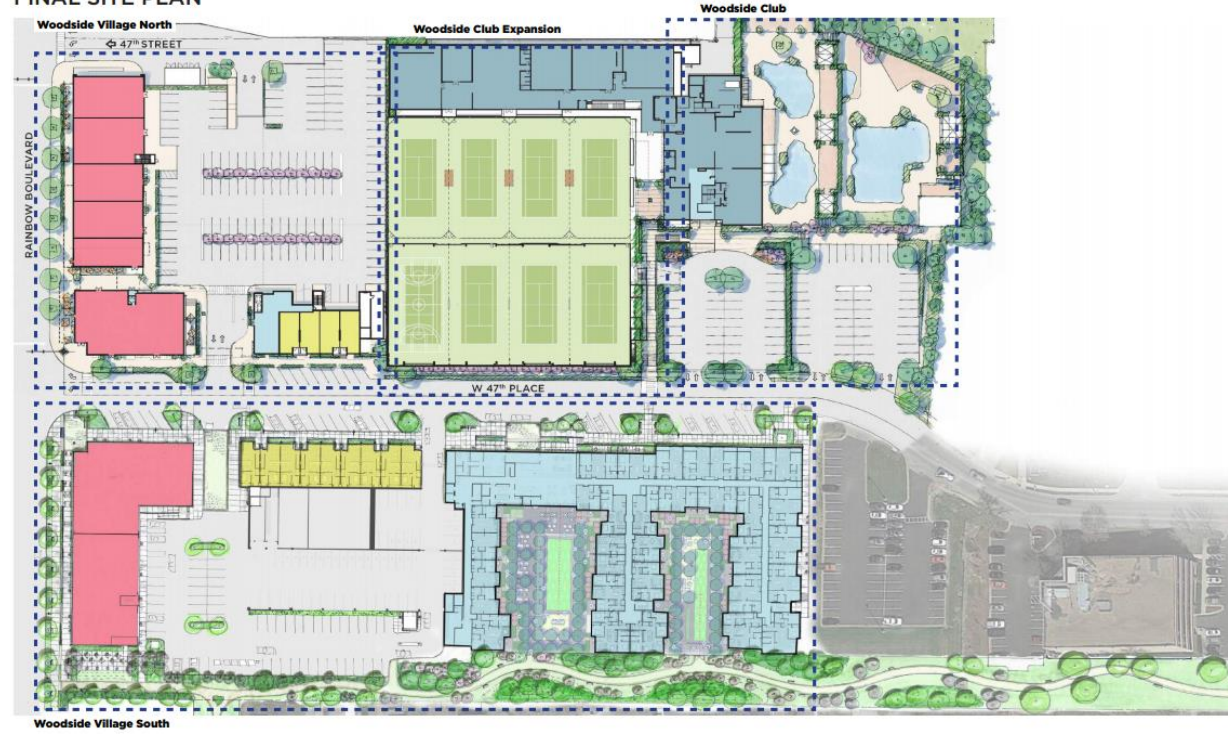 FINAL SITE PLAN
Woodside Club
Woodside Village North
Woodside Club Expansion
47th STREET
RAINBOW BOULEVARD
W 47th PLACE
Woodside Village South